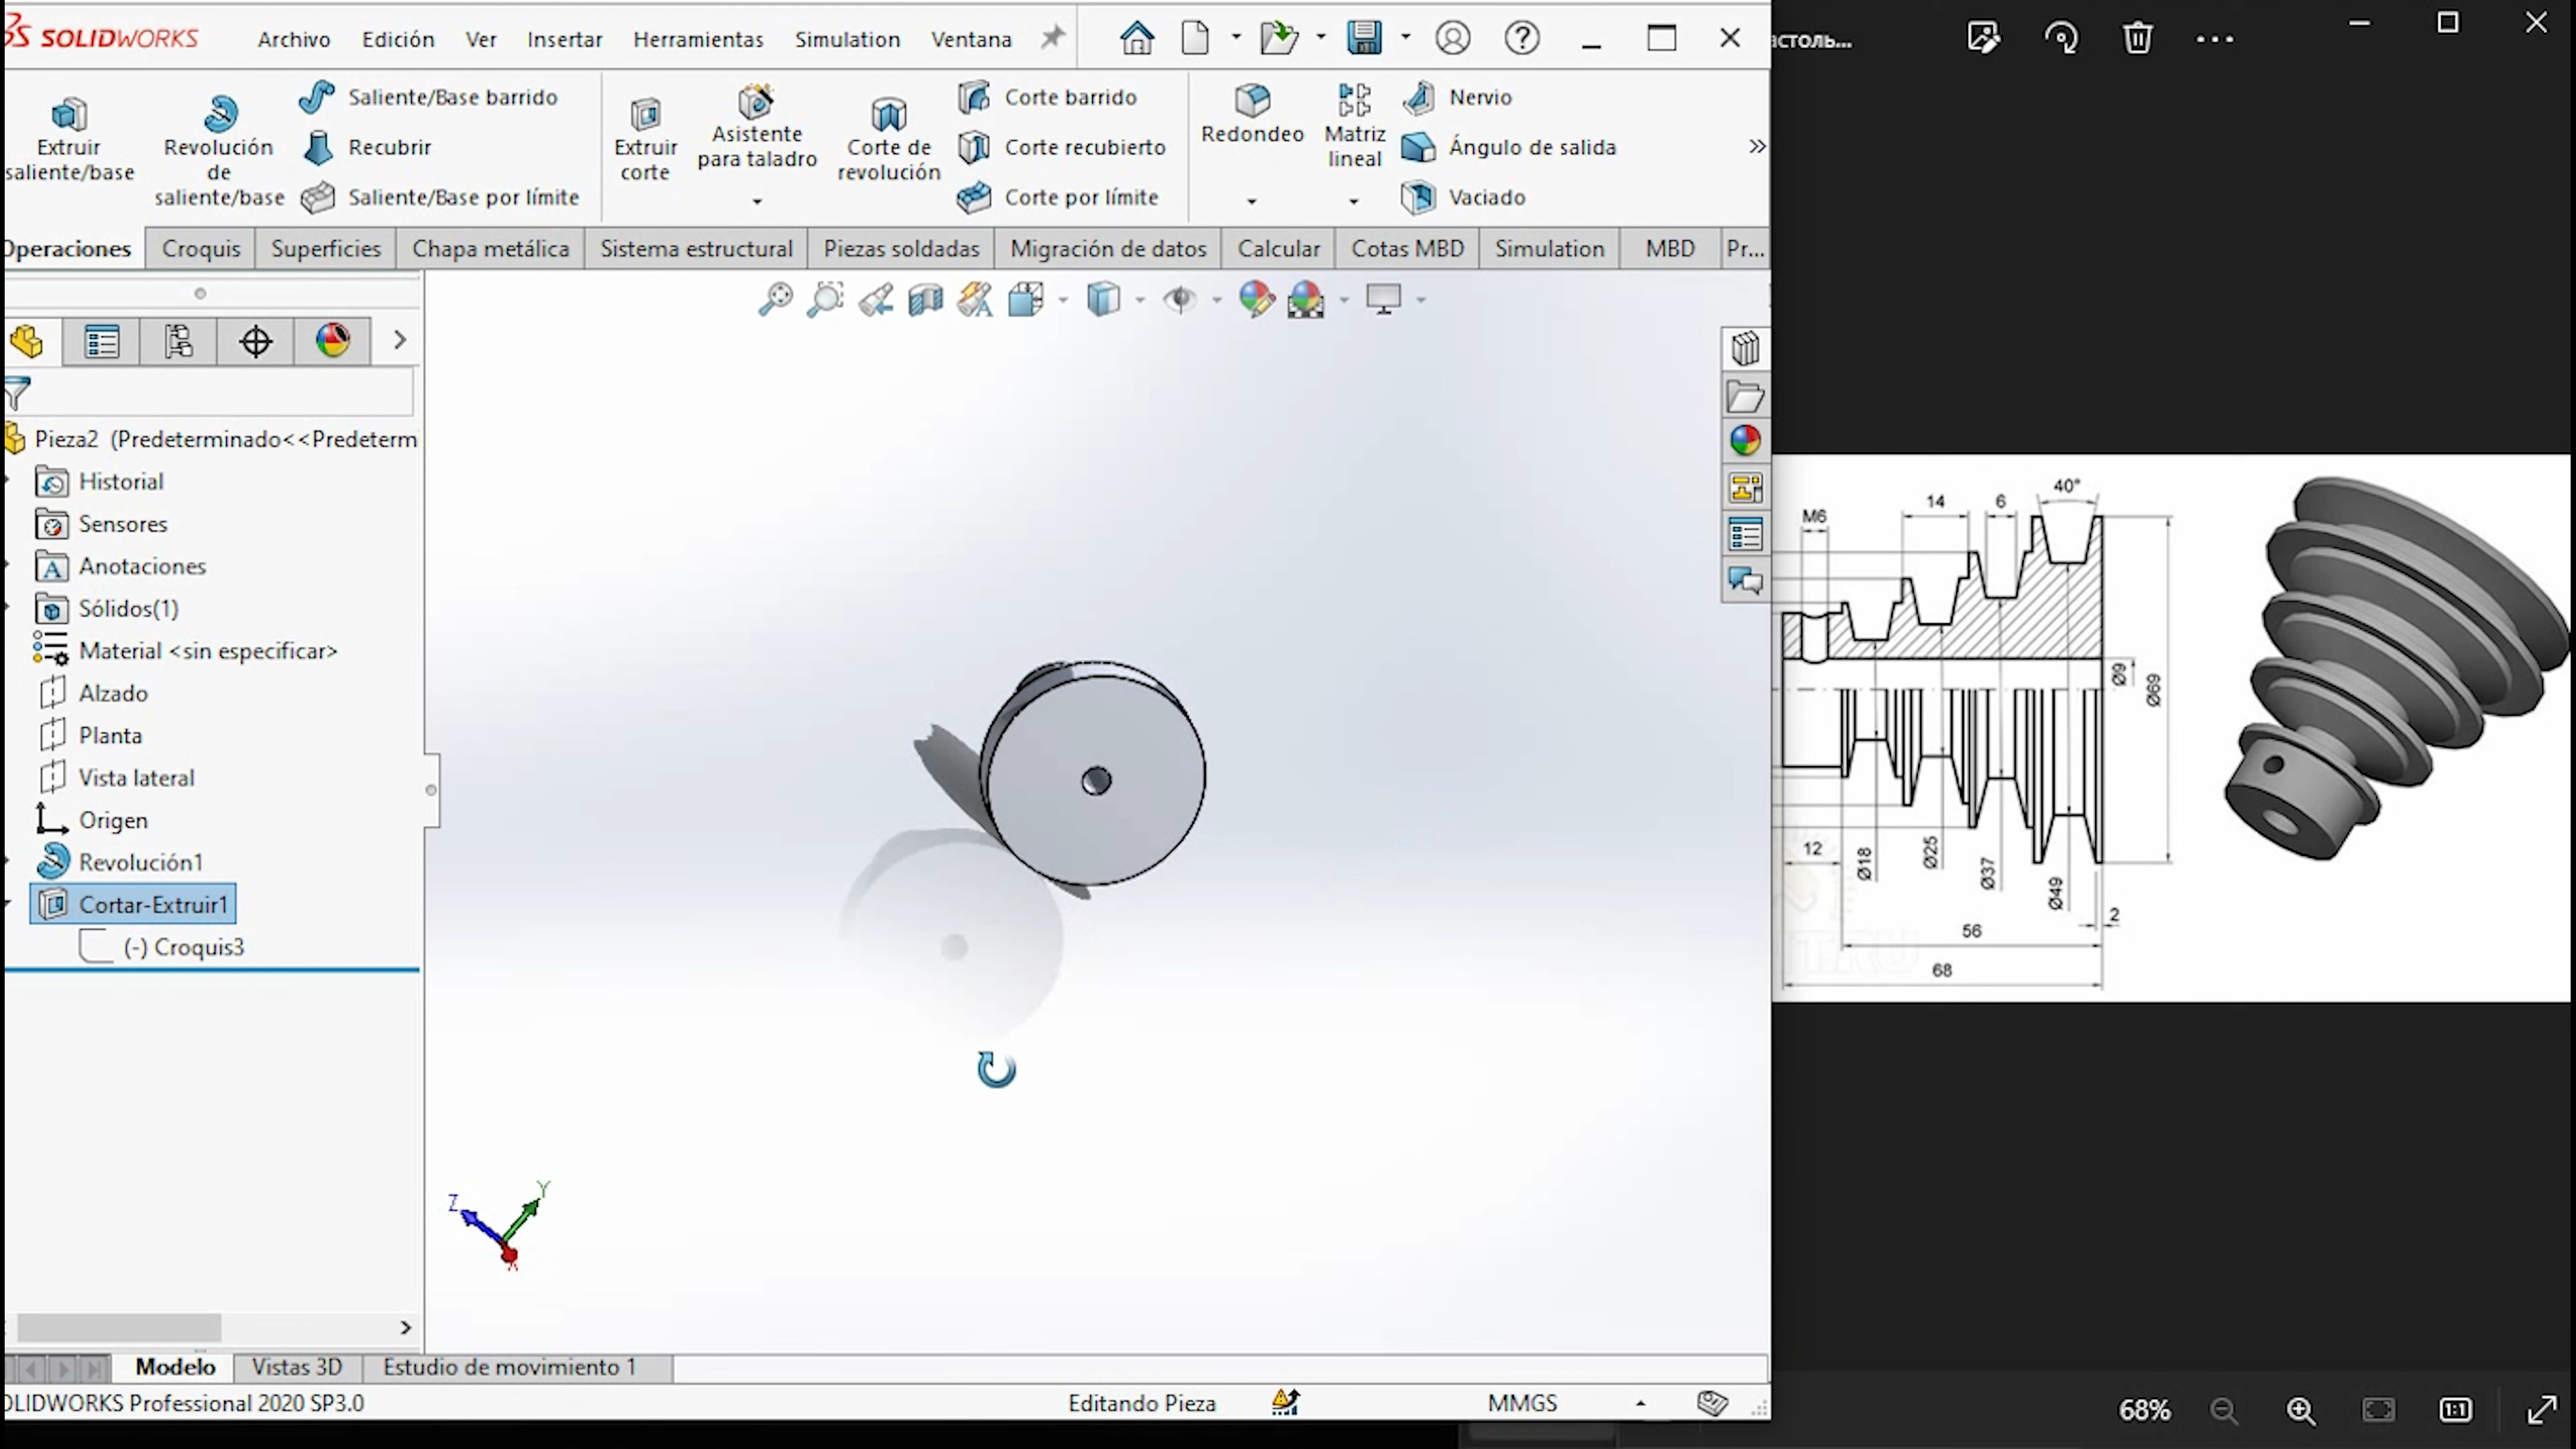 SOLIDWORKS
Archivo Edición Ver Insertar Herramientas Simulation Ventana
Extruir saliente/base
Revolución de saliente/base
Saliente/Base barrido
Recubrir
Saliente/Base por límite
Extruir corte
Asistente para taladro
Corte de revolución
Corte barrido
Corte recubierto
Corte por límite
Redondeo
Matriz lineal
Nervio
Ángulo de salida
Vaciado
Operaciones Croquis Superficies Chapa metálica Sistema estructural Piezas soldadas Migración de datos Calcular Cotas MBD Simulation MBD Pr...
Pieza2 (Predeterminado<<Predeterm
Historial
Sensores
Anotaciones
Sólidos(1)
Material <sin especificar>
Alzado
Planta
Vista lateral
Origen
Revolución1
Cortar-Extruir1
(-) Croquis3
Z Y X
Modelo Vistas 3D Estudio de movimiento 1
OLIDWORKS Professional 2020 SP3.0 Editando Pieza MMGS
астоль...
M6 14 6 40°
Ø9 Ø69
12 Ø18 Ø25 Ø37 Ø49
2
56
68
68% 1:1